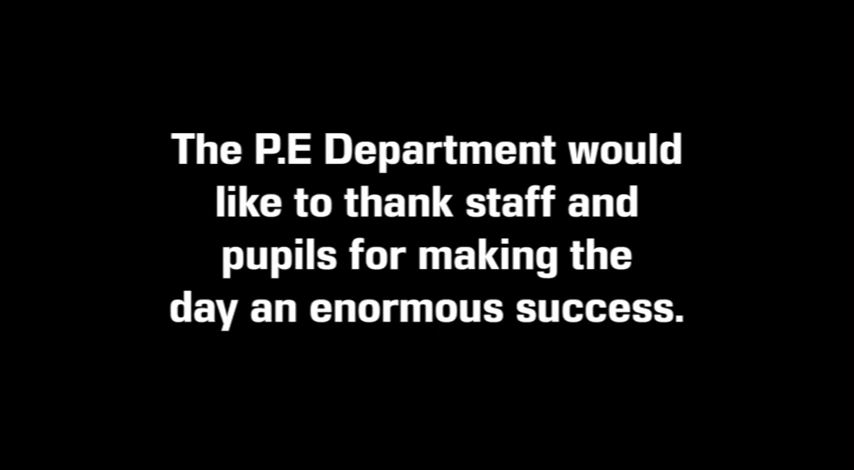 The P.E Department would
like to thank staff and
pupils for making the
day an enormous success.